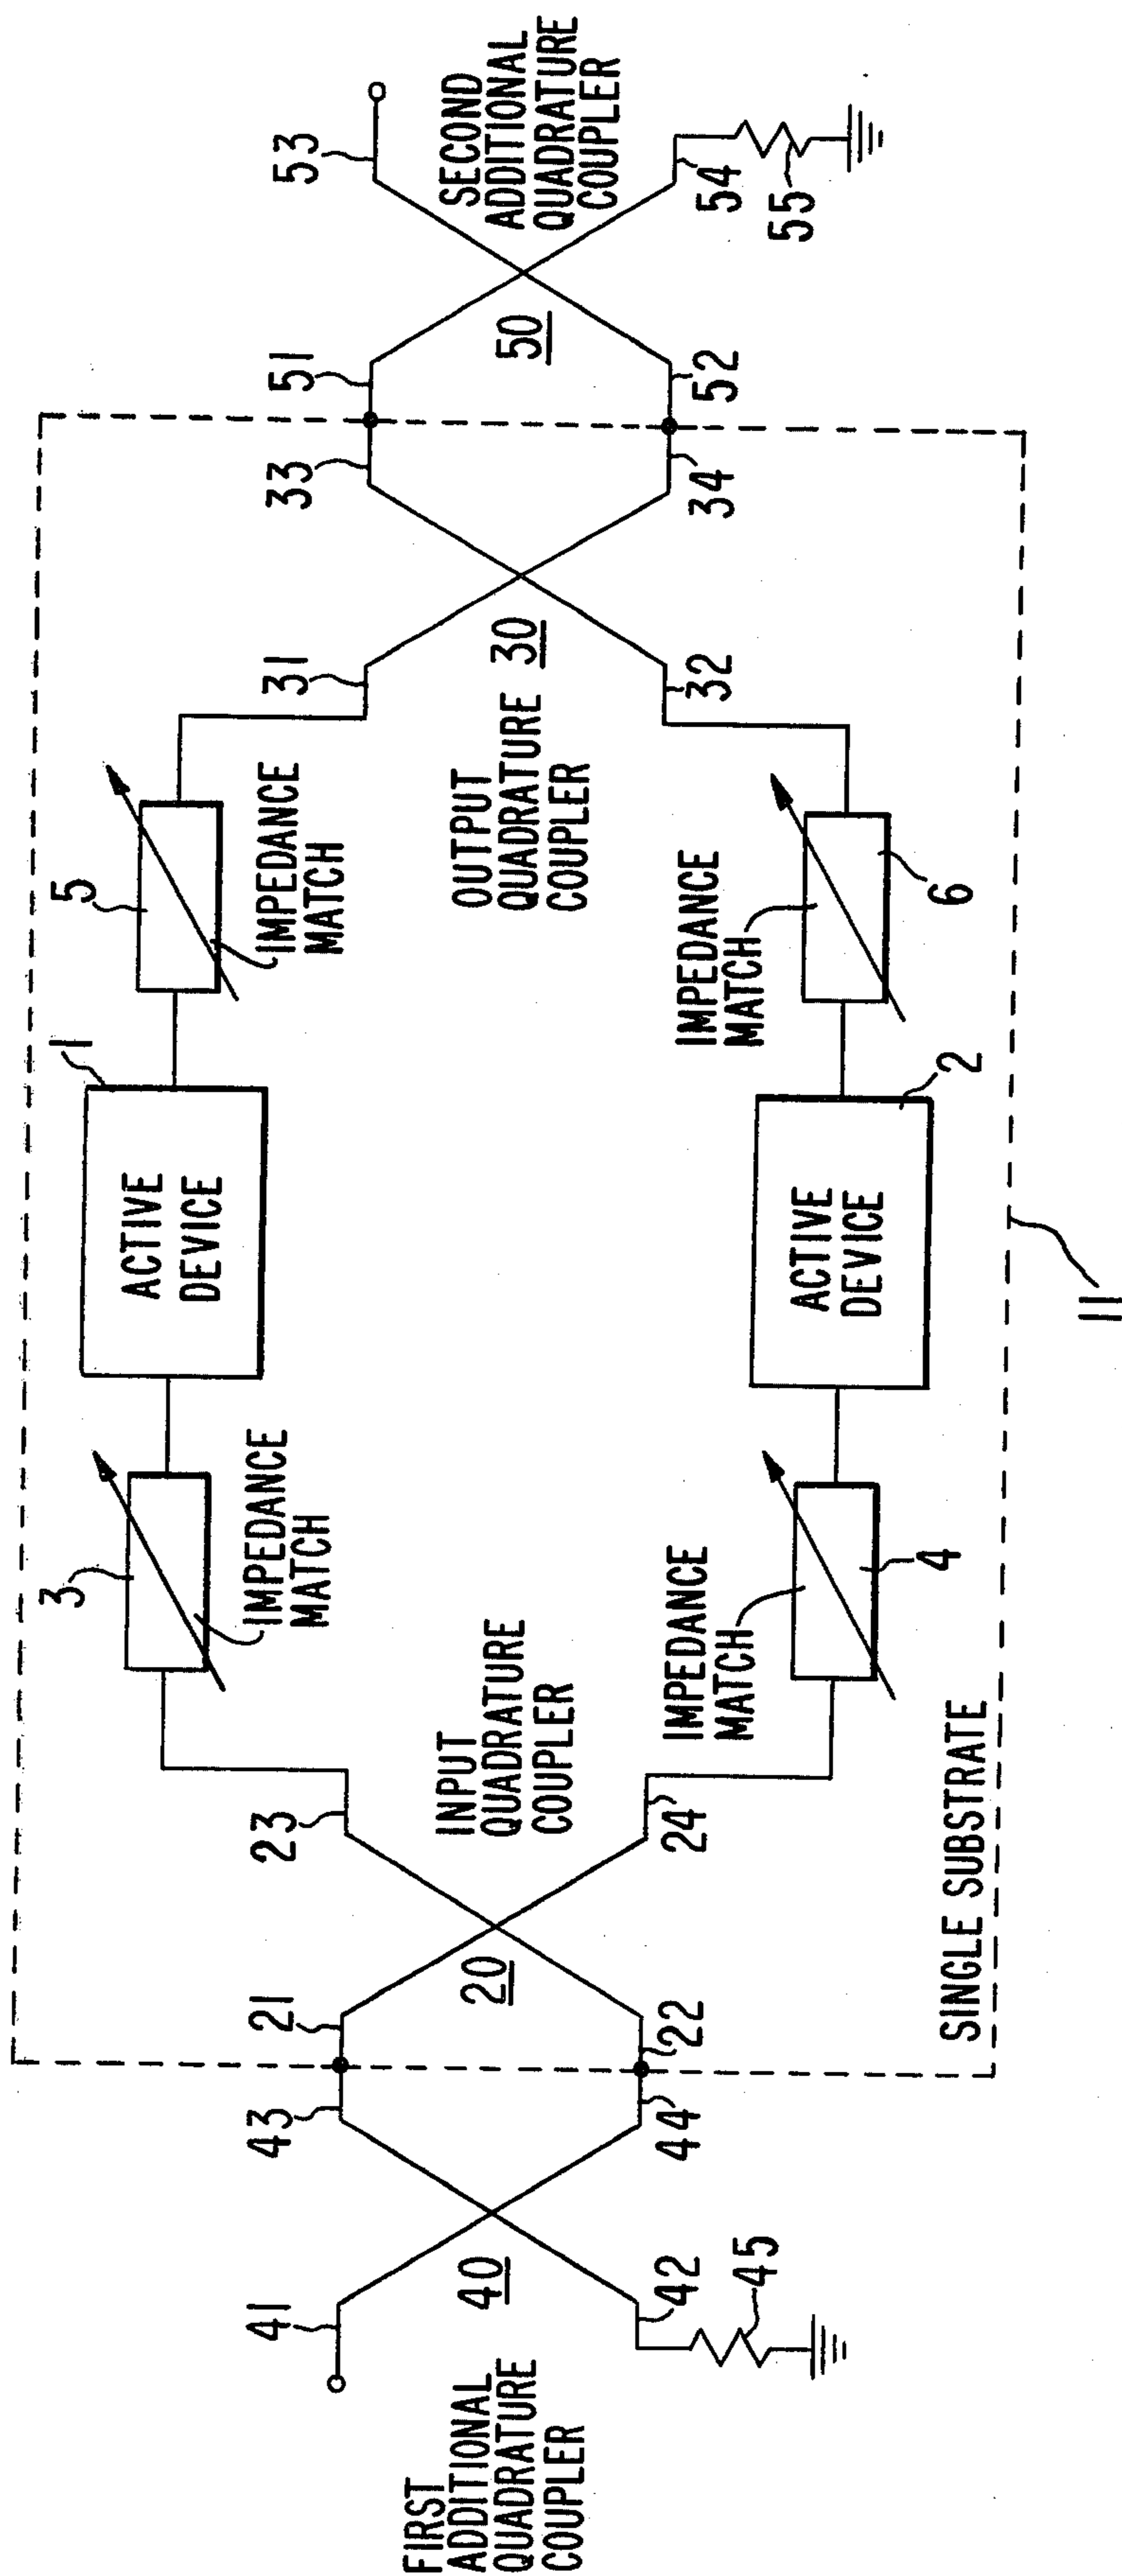 FIRST
ADDITIONAL
QUADRATURE
COUPLER
41
40
42
45
43
44
21
22
20
INPUT
QUADRATURE
COUPLER
23
24
3
IMPEDANCE
MATCH
IMPEDANCE
MATCH
4
SINGLE SUBSTRATE
1
ACTIVE
DEVICE
ACTIVE
DEVICE
2
11
5
IMPEDANCE
MATCH
IMPEDANCE
MATCH
6
OUTPUT
QUADRATURE
COUPLER
30
31
32
33
34
51
52
50
SECOND
ADDITIONAL
QUADRATURE
COUPLER
53
54
55